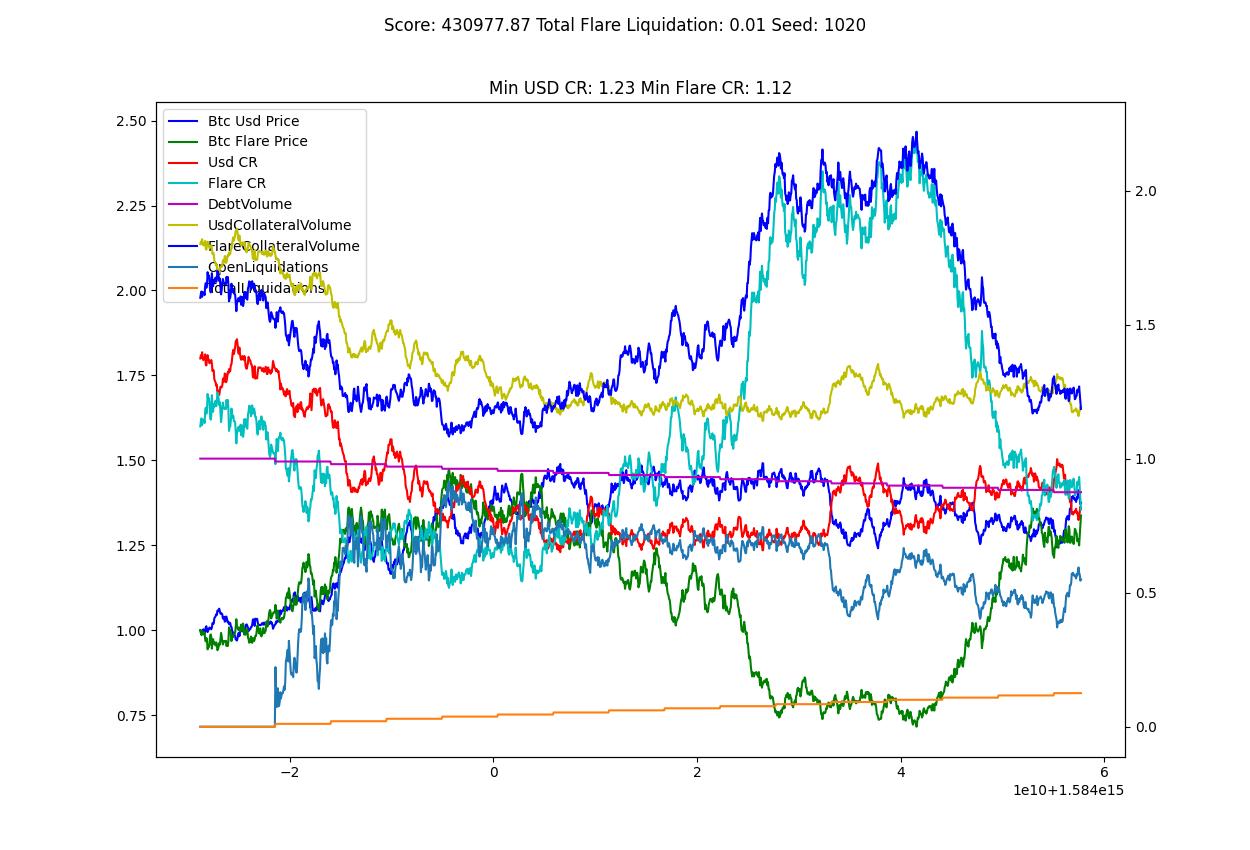 Score: 430977.87 Total Flare Liquidation: 0.01 Seed: 1020
Min USD CR: 1.23 Min Flare CR: 1.12
Btc Usd Price
Btc Flare Price
Usd CR
Flare CR
DebtVolume
UsdCollateralVolume
FlareCollateralVolume
OpenLiquidations
TotalLiquidations
2.50
2.25
2.00
1.75
1.50
1.25
1.00
0.75
2.0
1.5
1.0
0.5
0.0
−2
0
2
4
6
1e10+1.584e15